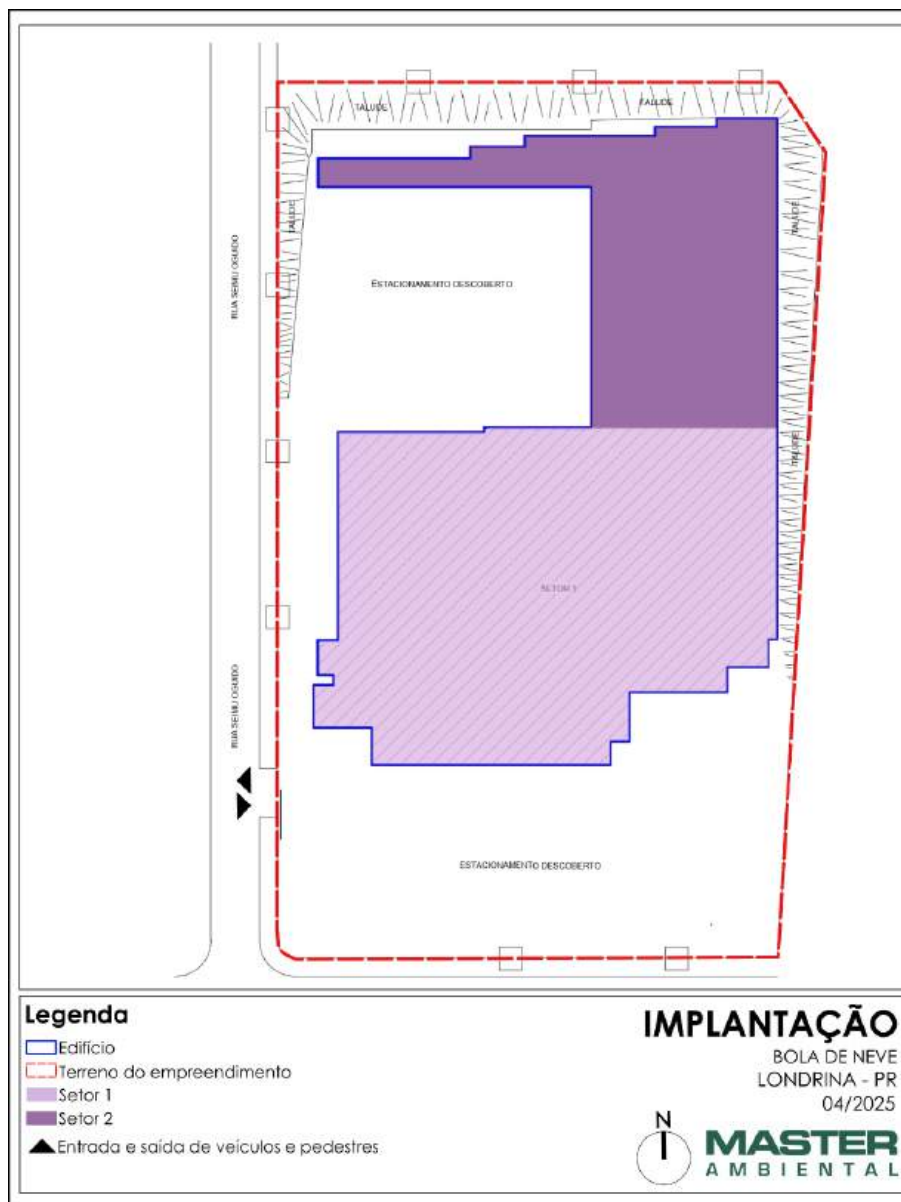 TALUDE
TALUDE
TALUDE
TALUDE
RUA SEIMU OGUIDO
ESTACIONAMENTO DESCOBERTO
TALUDE
SETOR 1
RUA SEIMU OGUIDO
ESTACIONAMENTO DESCOBERTO
Legenda
Edifício
Terreno do empreendimento
Setor 1
Setor 2
Entrada e saída de veículos e pedestres
IMPLANTAÇÃO
BOLA DE NEVE
LONDRINA - PR
04/2025
N
MASTER
AMBIENTAL